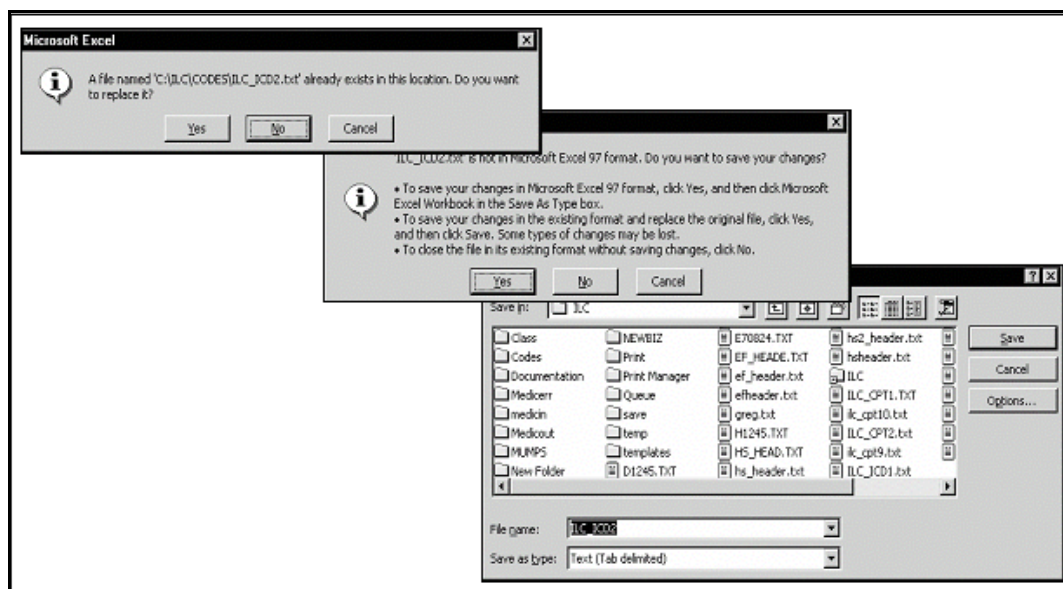 Microsoft Excel
A file named 'C:\ILC\CODES\ILC_ICD2.txt' already exists in this location. Do you want
to replace it?
Yes No Cancel
'ILC_ICD2.txt' is not in Microsoft Excel 97 format. Do you want to save your changes?
• To save your changes in Microsoft Excel 97 format, click Yes, and then click Microsoft
Excel Workbook in the Save As Type box.
• To save your changes in the existing format and replace the original file, click Yes,
and then click Save. Some types of changes may be lost.
• To close the file in its existing format without saving changes, click No.
Yes No Cancel
Save in: ILC
Class NEWBIZ E70824.TXT hs2_header.txt
Codes Print EF_HEADE.TXT hsheader.txt
Documentation Print Manager ef_header.txt ILC
Medicerr Queue efheader.txt ILC_CPT1.TXT
medicin save greg.txt ilc_cpt10.txt
Medicout temp H1245.TXT ILC_CPT2.txt
MUMPS templates HS_HEAD.TXT ilc_cpt9.txt
New Folder D1245.TXT hs_header.txt ILC_ICD1.txt
Save
Cancel
Options...
File name: ILC_ICD2
Save as type: Text (Tab delimited)